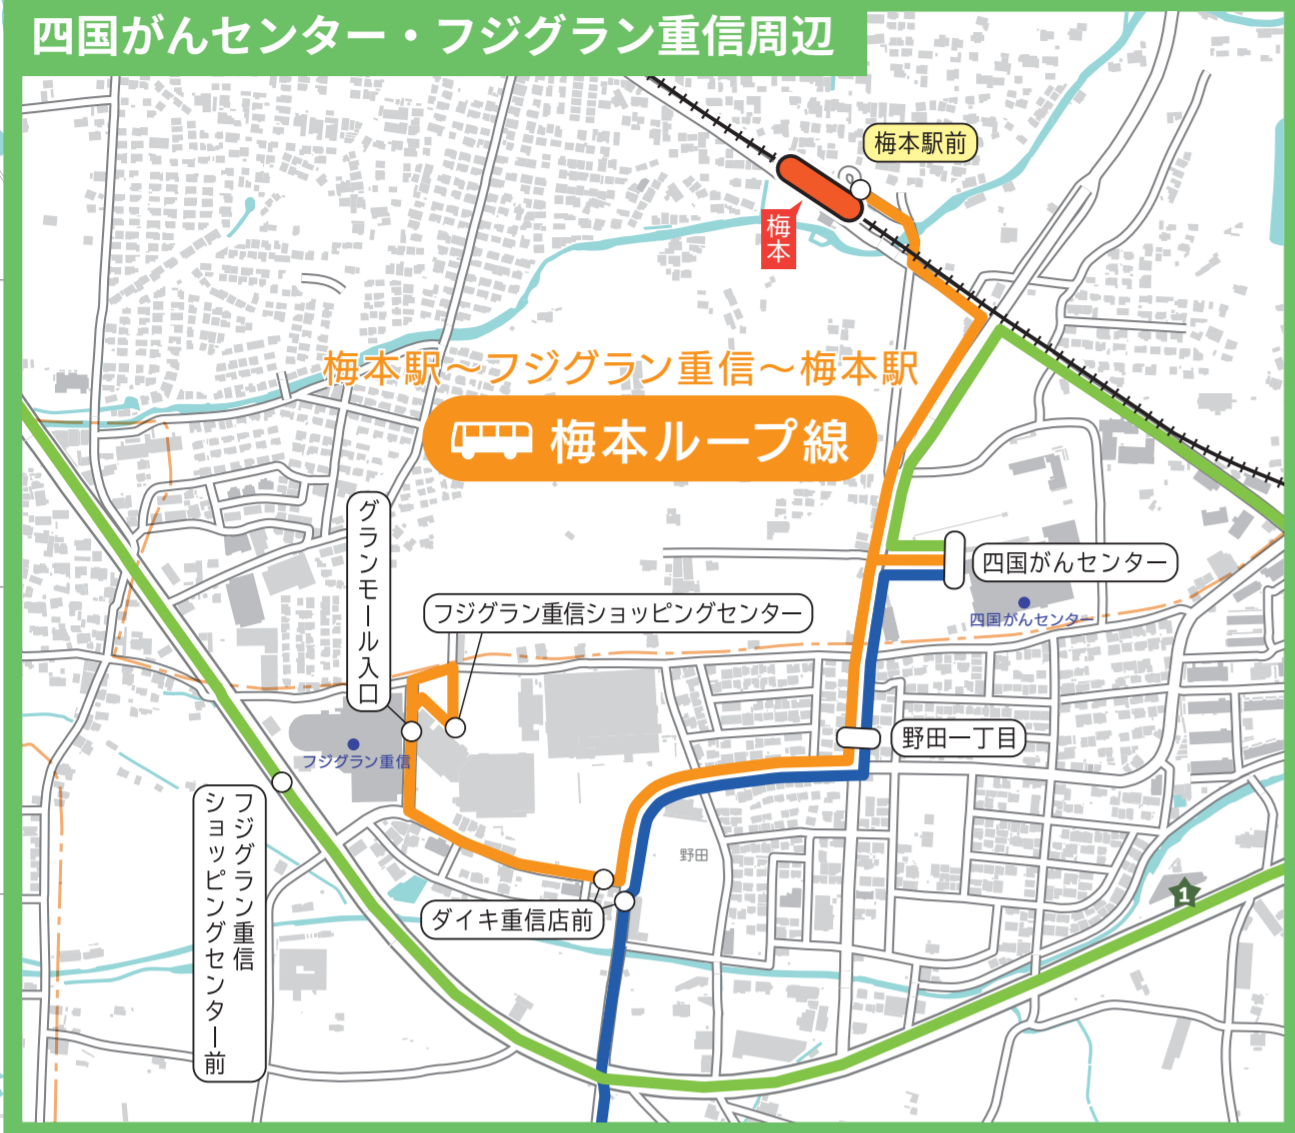 四国がんセンター・フジグラン重信周辺
梅本駅前
梅本
梅本駅～フジグラン重信～梅本駅
梅本ループ線
グランモール入口
フジグラン重信ショッピングセンター
四国がんセンター
四国がんセンター
野田一丁目
フジグラン重信
フジグラン重信
ショッピングセンター前
野田
ダイキ重信店前
1